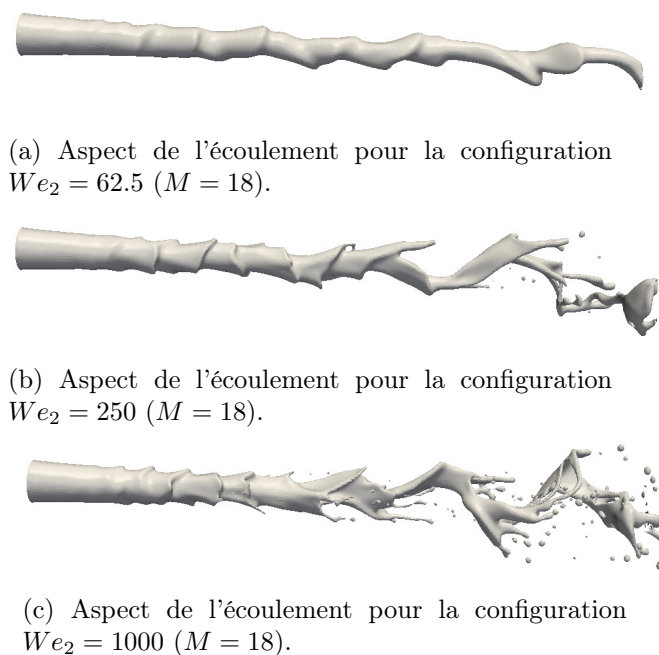 (a) Aspect de l'écoulement pour la configuration
We₂ = 62.5 (M = 18).
(b) Aspect de l'écoulement pour la configuration
We₂ = 250 (M = 18).
(c) Aspect de l'écoulement pour la configuration
We₂ = 1000 (M = 18).